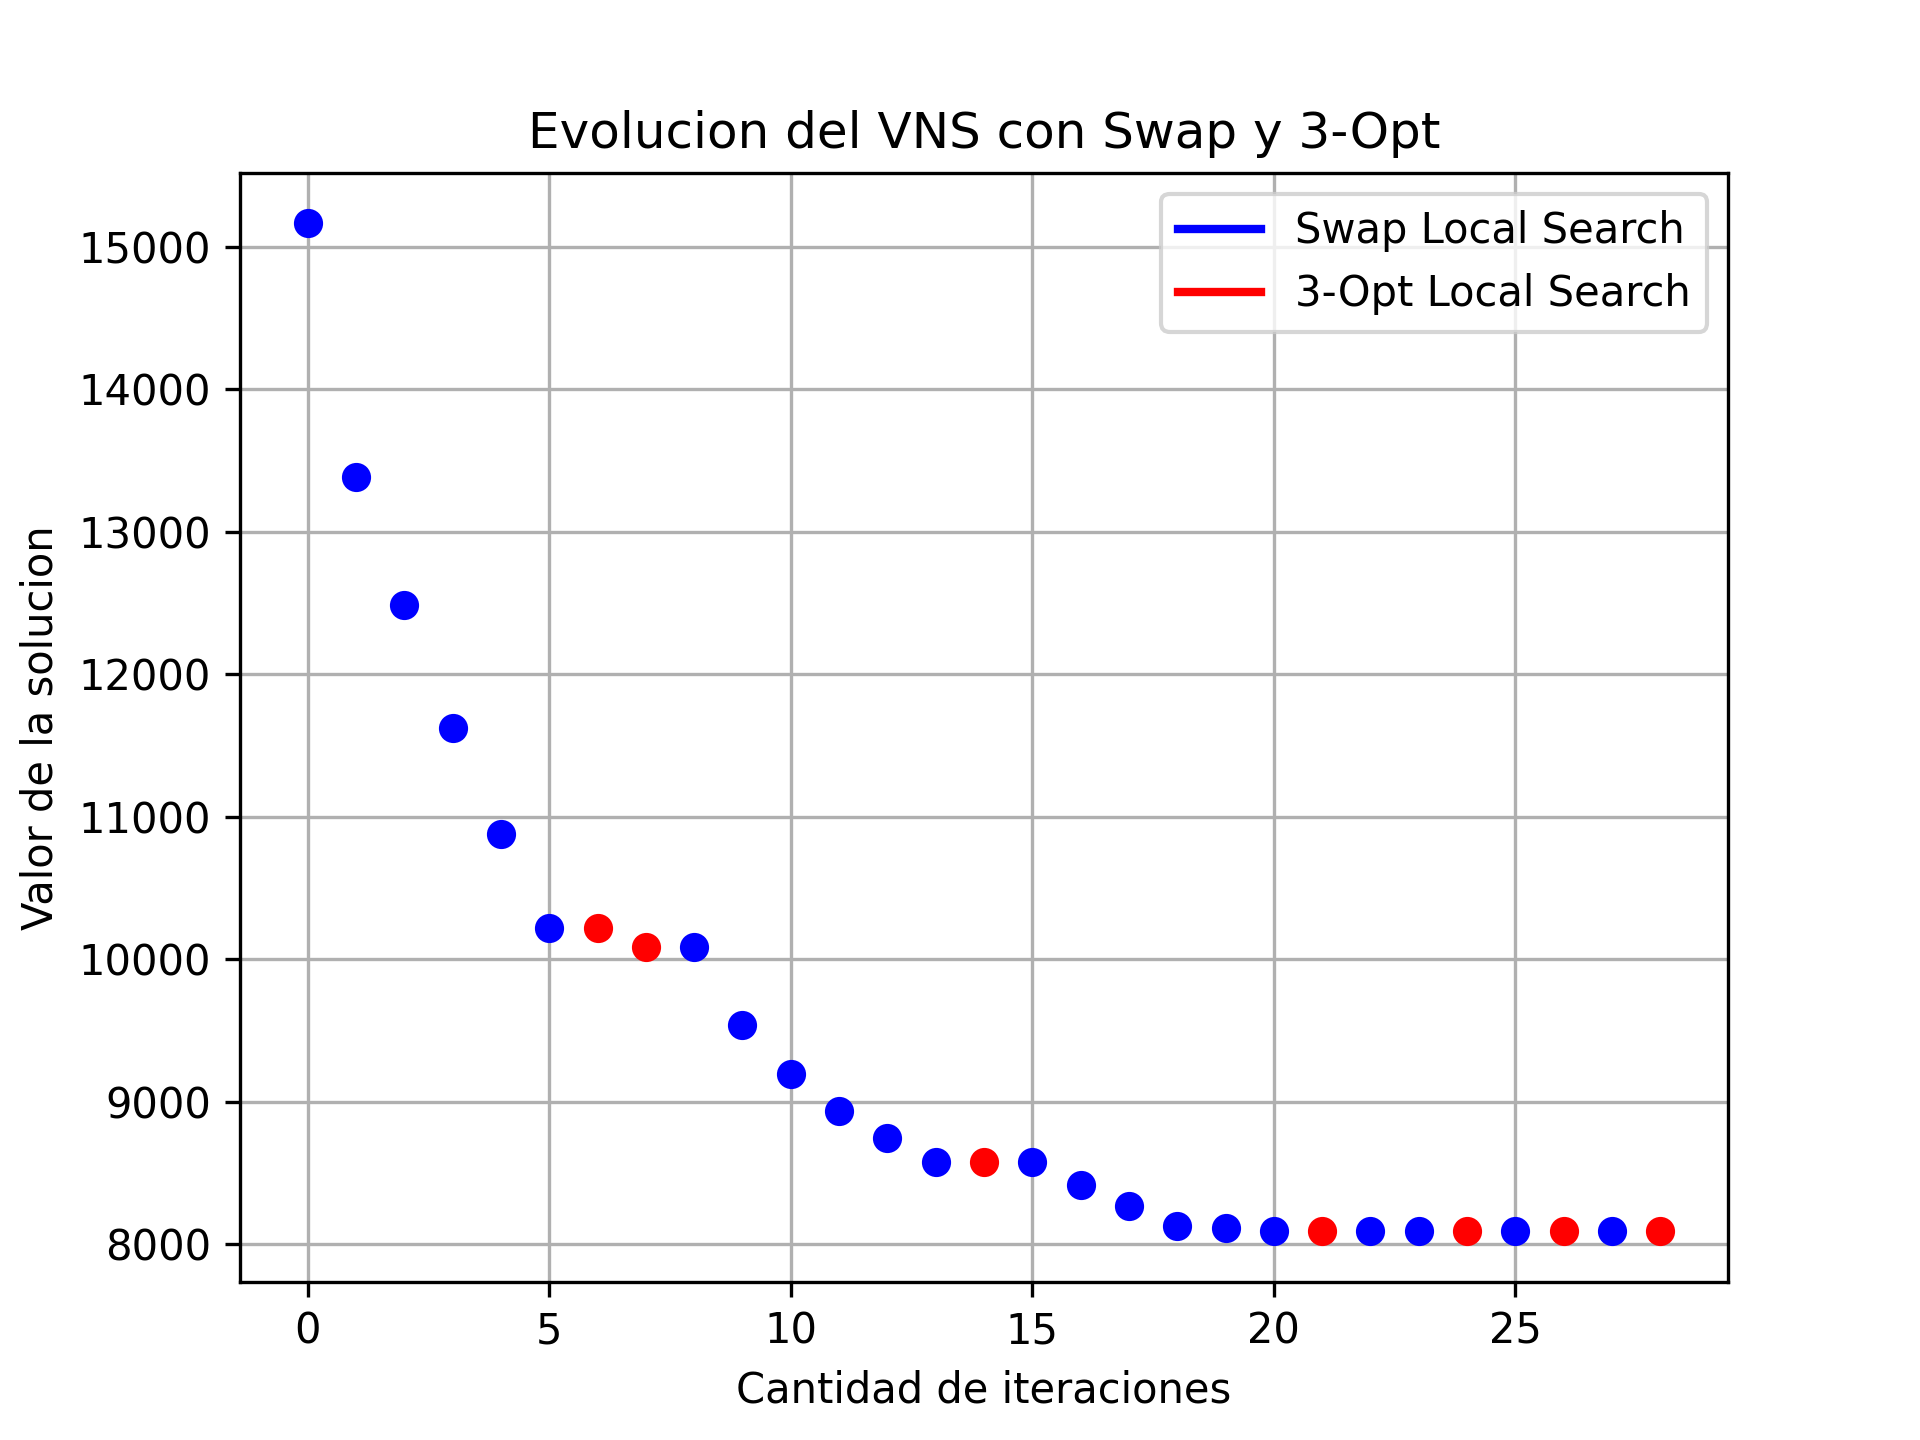 Evolucion del VNS con Swap y 3-Opt
Swap Local Search
3-Opt Local Search
Valor de la solucion
15000
14000
13000
12000
11000
10000
9000
8000
0 5 10 15 20 25
Cantidad de iteraciones